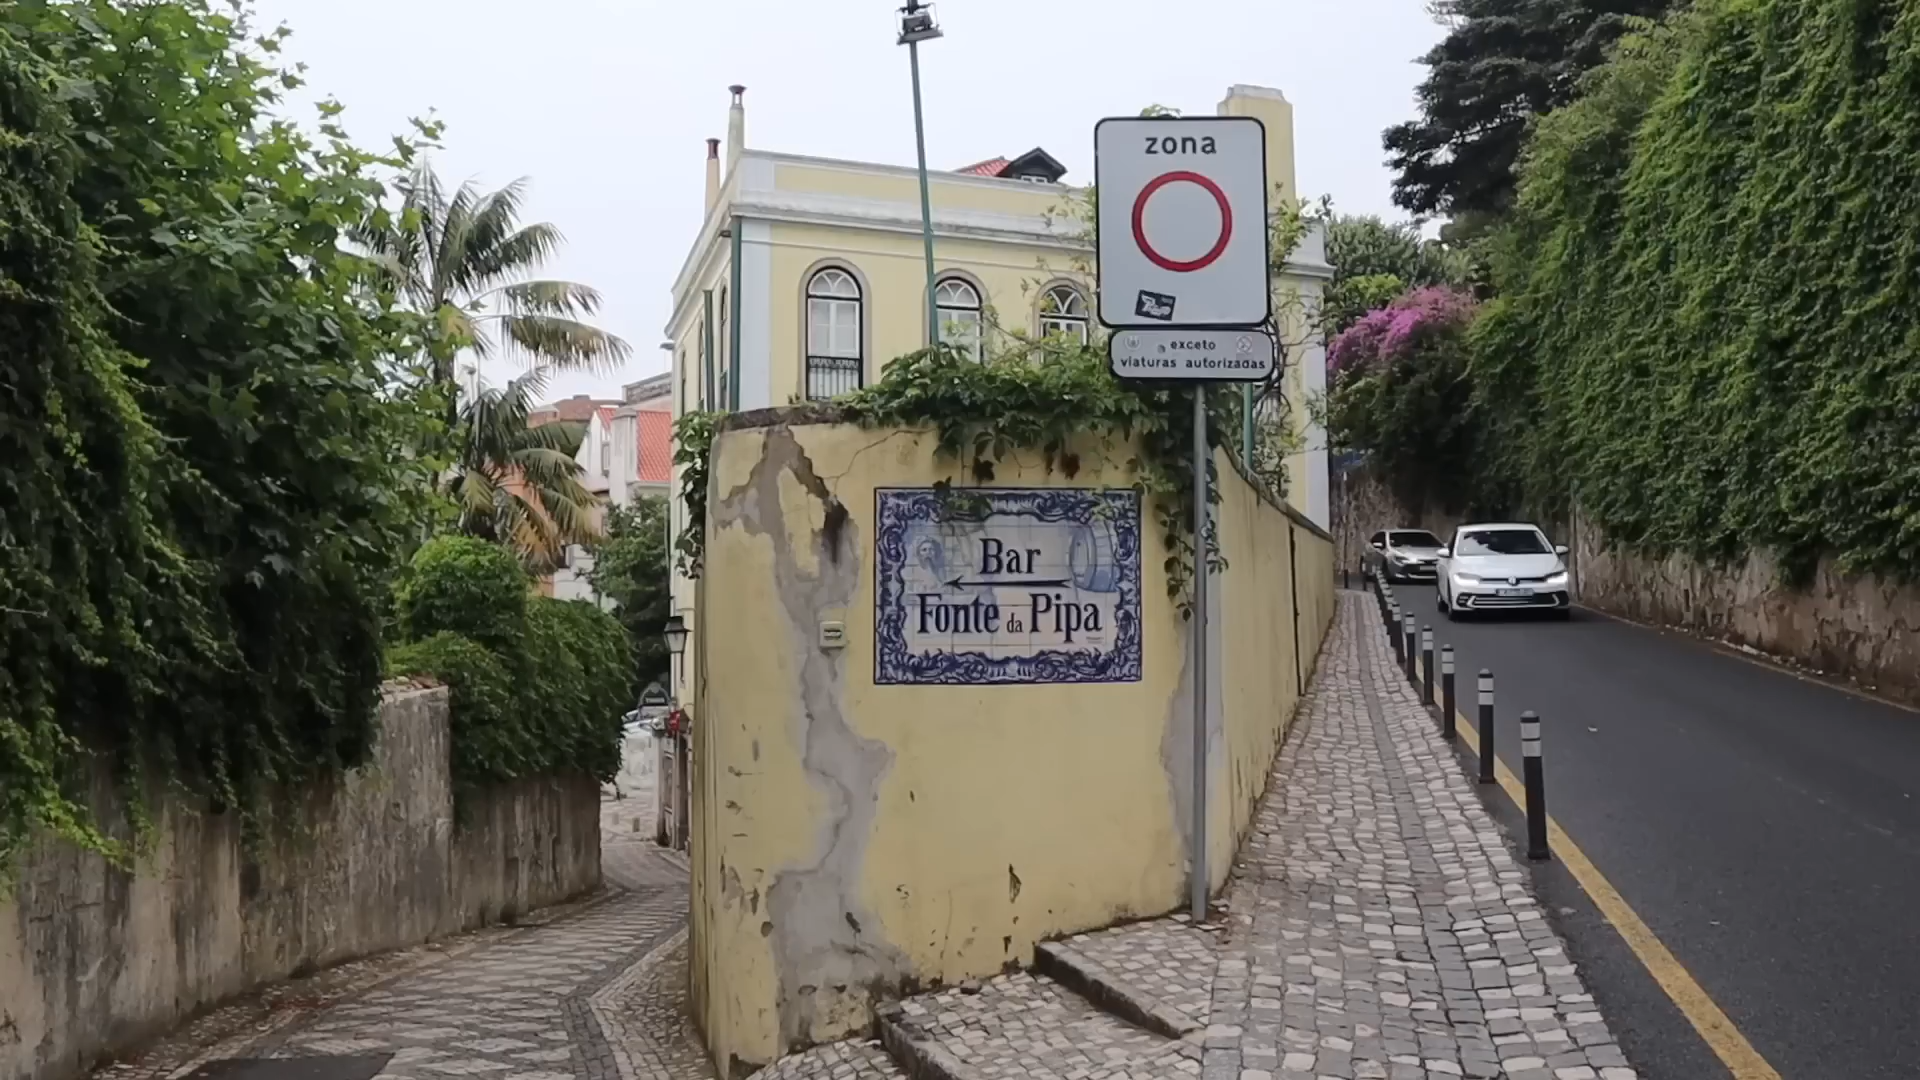 zona
exceto
viaturas autorizadas
Bar
Fonte da Pipa